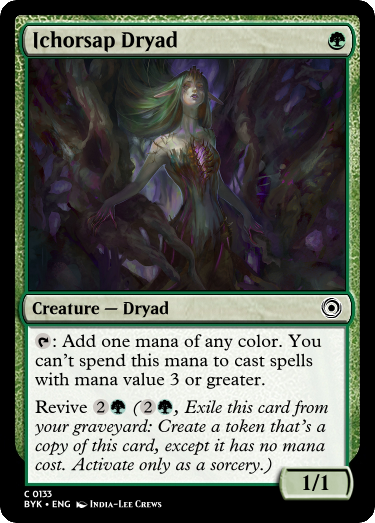 Ichorsap Dryad
Creature — Dryad
: Add one mana of any color. You
can't spend this mana to cast spells
with mana value 3 or greater.
Revive 2 (2, Exile this card from
your graveyard: Create a token that's a
copy of this card, except it has no mana
cost. Activate only as a sorcery.)
1/1
C 0133
BYK • ENG India-Lee Crews